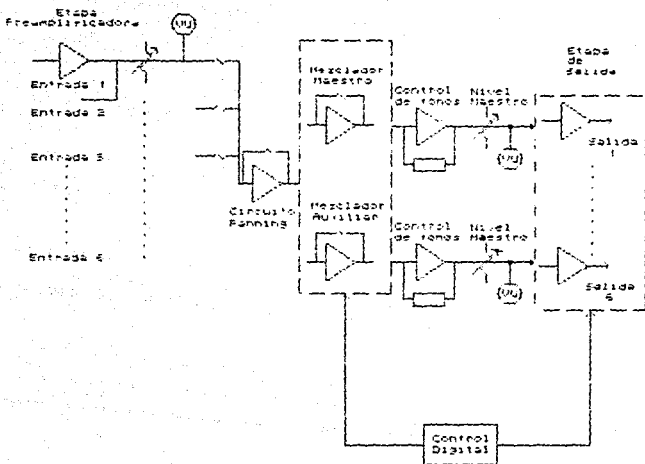 Etapa
Preamplificadora
VU
Entrada 1
Entrada 2
Entrada 3
Entrada 6
Circuito
Panning
Mezclador
Maestro
Mezclador
Auxiliar
Control
de Tonos
Nivel
Maestro
VU
Control
de Tonos
Nivel
Maestro
VU
Etapa
de
Salida
Salida
1
Salida
6
Control
Digital